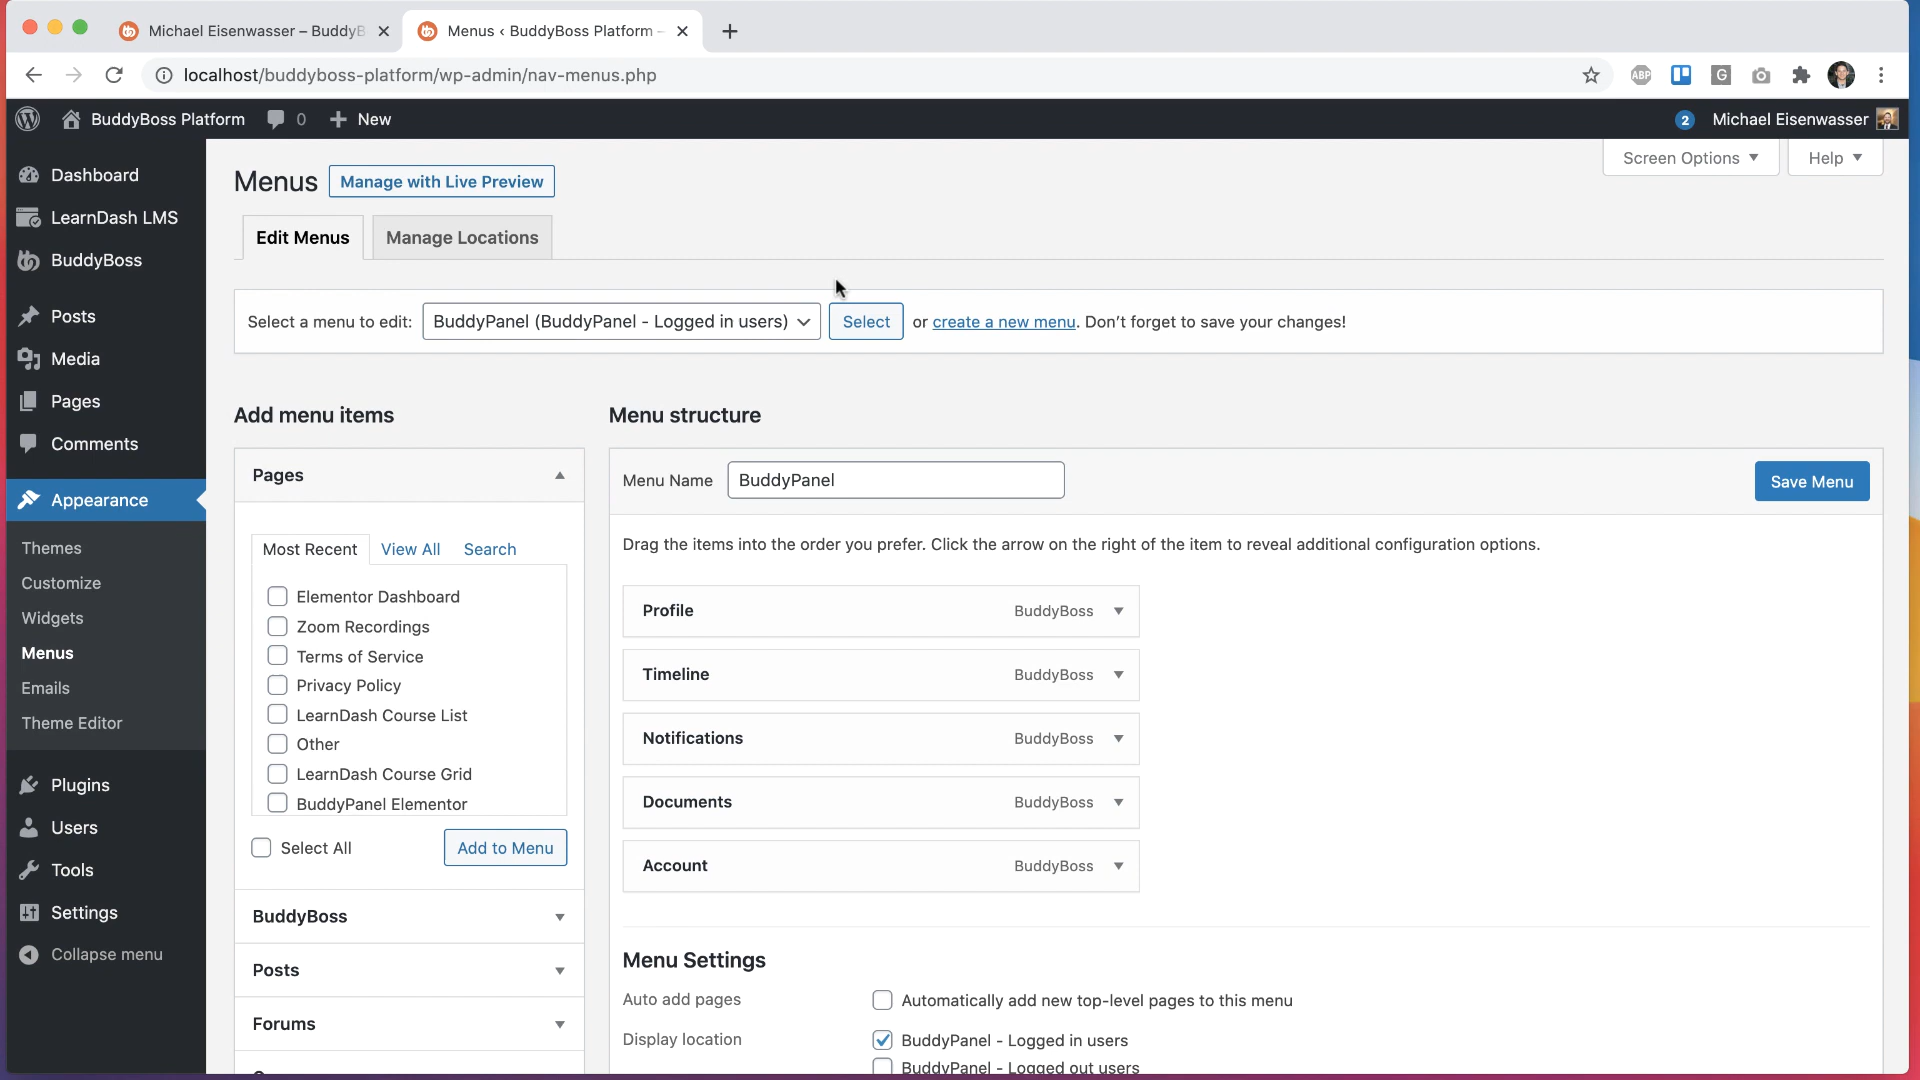 Michael Eisenwasser – BuddyB
Menus ‹ BuddyBoss Platform –
localhost/buddyboss-platform/wp-admin/nav-menus.php
ABP
G
BuddyBoss Platform
0
New
2
Michael Eisenwasser
Dashboard
LearnDash LMS
BuddyBoss
Posts
Media
Pages
Comments
Appearance
Themes
Customize
Widgets
Menus
Emails
Theme Editor
Plugins
Users
Tools
Settings
Collapse menu
Screen Options
Help
Menus
Manage with Live Preview
Edit Menus
Manage Locations
Select a menu to edit: BuddyPanel (BuddyPanel - Logged in users) Select or create a new menu. Don't forget to save your changes!
Add menu items
Pages
Most Recent View All Search
Elementor Dashboard
Zoom Recordings
Terms of Service
Privacy Policy
LearnDash Course List
Other
LearnDash Course Grid
BuddyPanel Elementor
Select All
Add to Menu
BuddyBoss
Posts
Forums
Menu structure
Menu Name BuddyPanel
Save Menu
Drag the items into the order you prefer. Click the arrow on the right of the item to reveal additional configuration options.
Profile BuddyBoss
Timeline BuddyBoss
Notifications BuddyBoss
Documents BuddyBoss
Account BuddyBoss
Menu Settings
Auto add pages Automatically add new top-level pages to this menu
Display location BuddyPanel - Logged in users
BuddyPanel - Logged out users